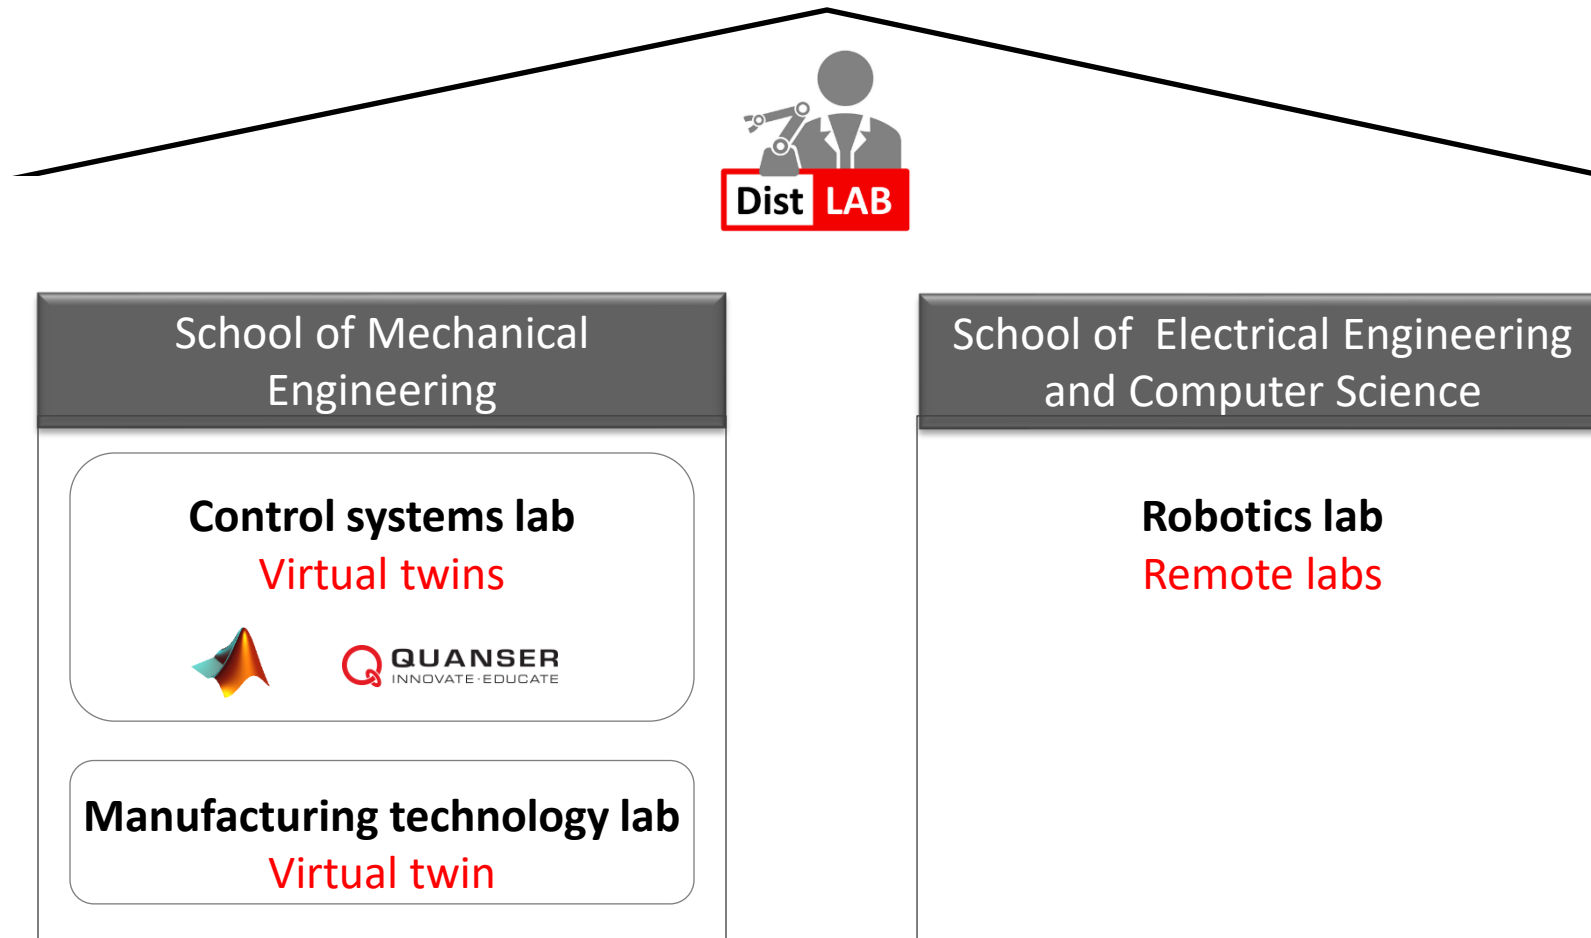 Dist LAB
School of Mechanical
Engineering
Control systems lab
Virtual twins
QUANSER
INNOVATE·EDUCATE
Manufacturing technology lab
Virtual twin
School of Electrical Engineering
and Computer Science
Robotics lab
Remote labs